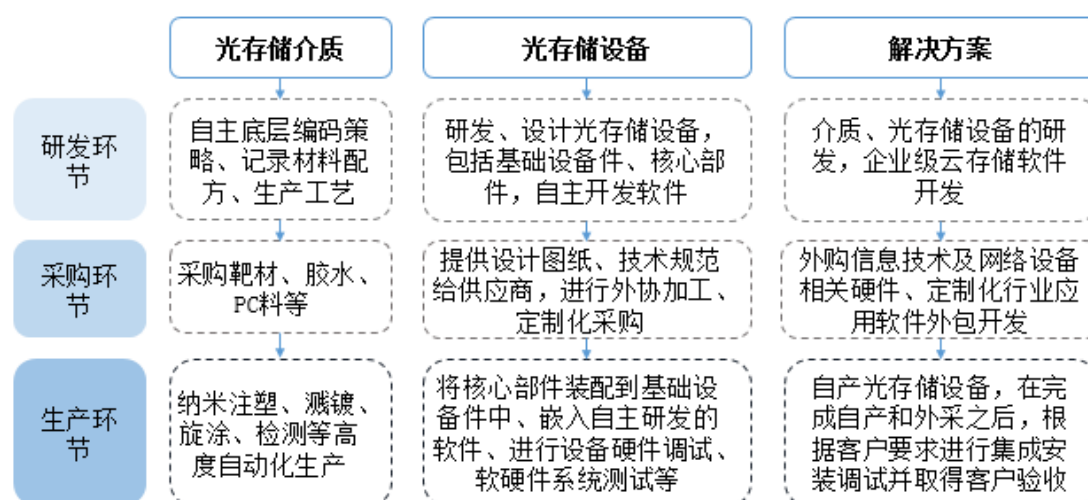 光存储介质
光存储设备
解决方案
研发环
节
自主底层编码策
略、记录材料配
方、生产工艺
研发、设计光存储设备，
包括基础设备件、核心部
件，自主开发软件
介质、光存储设备的研
发，企业级云存储软件
开发
采购环
节
采购靶材、胶水、
PC料等
提供设计图纸、技术规范
给供应商，进行外协加工、
定制化采购
外购信息技术及网络设备
相关硬件、定制化行业应
用软件外包开发
生产环
节
纳米注塑、溅镀、
旋涂、检测等高
度自动化生产
将核心部件装配到基础设
备件中、嵌入自主研发的
软件、进行设备硬件调试、
软硬件系统测试等
自产光存储设备，在完
成自产和外采之后，根
据客户要求进行集成安
装调试并取得客户验收